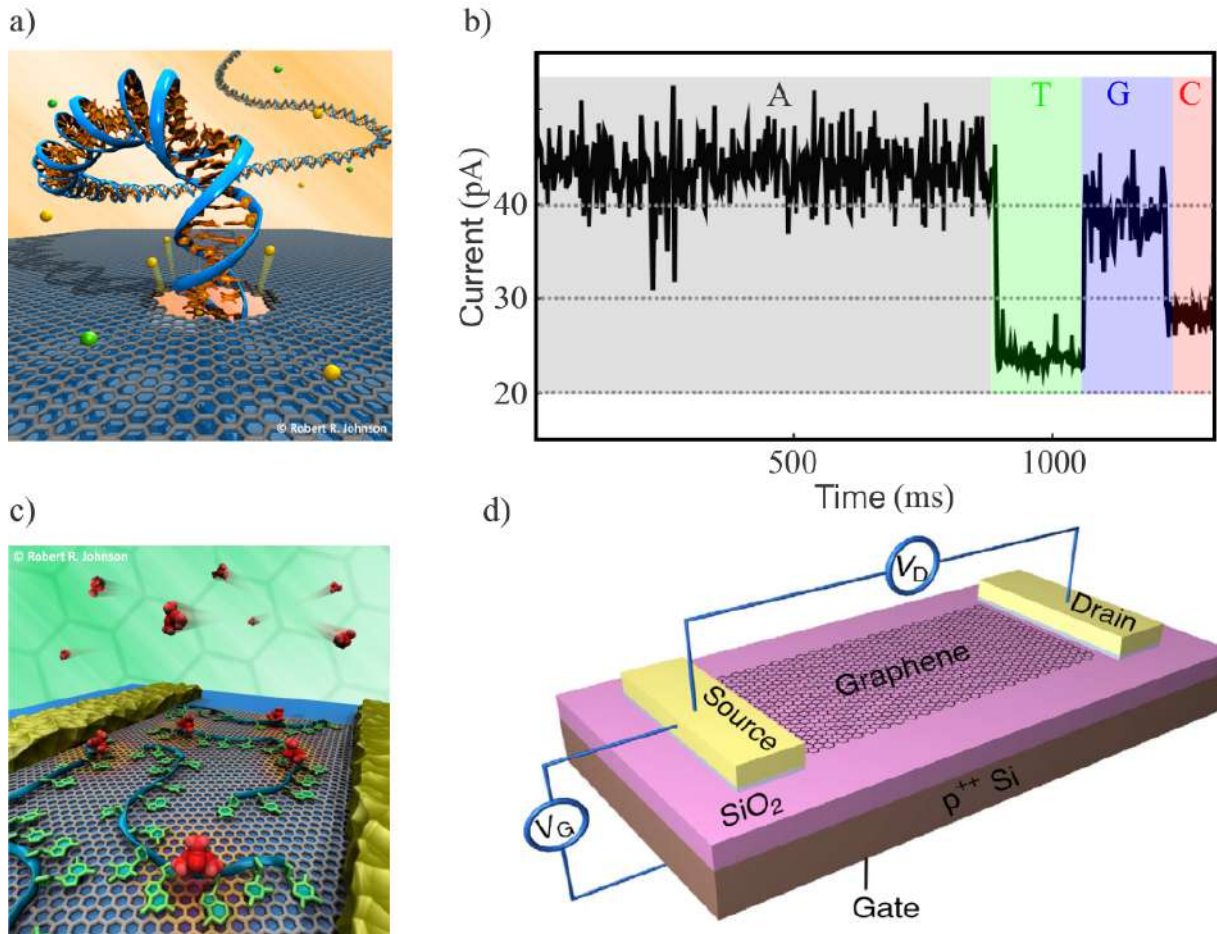 a)
© Robert R. Johnson
b)
A
T
G
C
40
30
20
Current (pA)
500
1000
Time (ms)
c)
© Robert R. Johnson
d)
V_D
Drain
Graphene
Source
SiO₂
p⁺⁺ Si
V_G
Gate